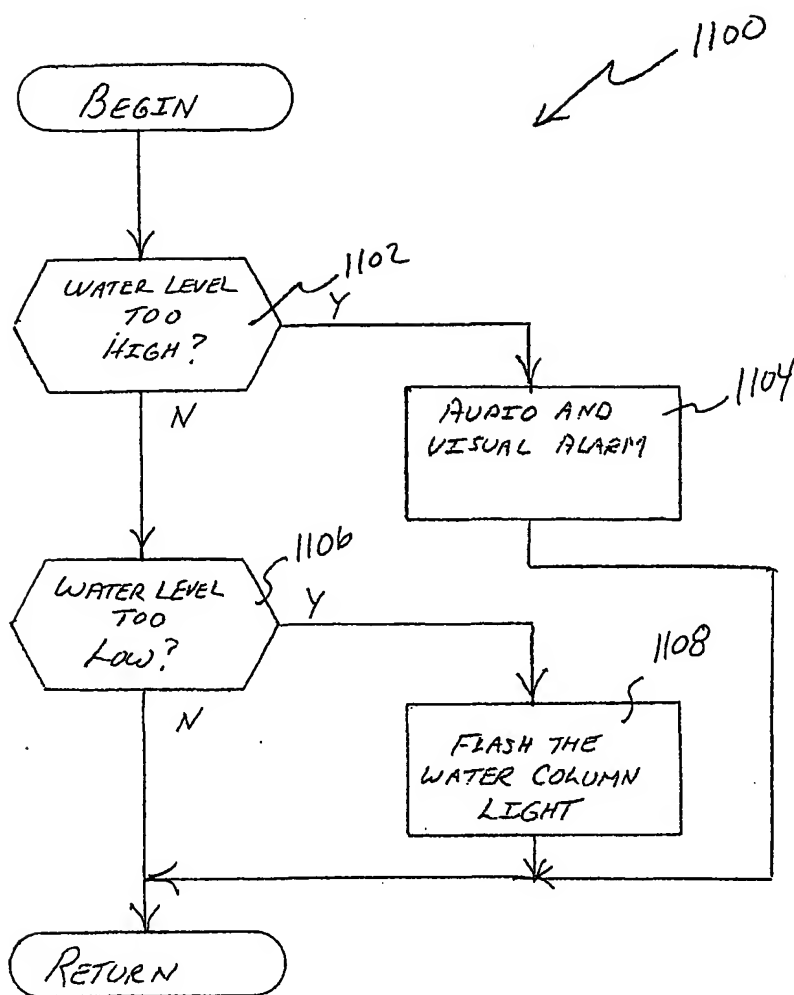 1100
BEGIN
WATER LEVEL
TOO
HIGH?
1102
Y
N
AUDIO AND
VISUAL ALARM
1104
WATER LEVEL
TOO
LOW?
1106
Y
N
FLASH THE
WATER COLUMN
LIGHT
1108
RETURN